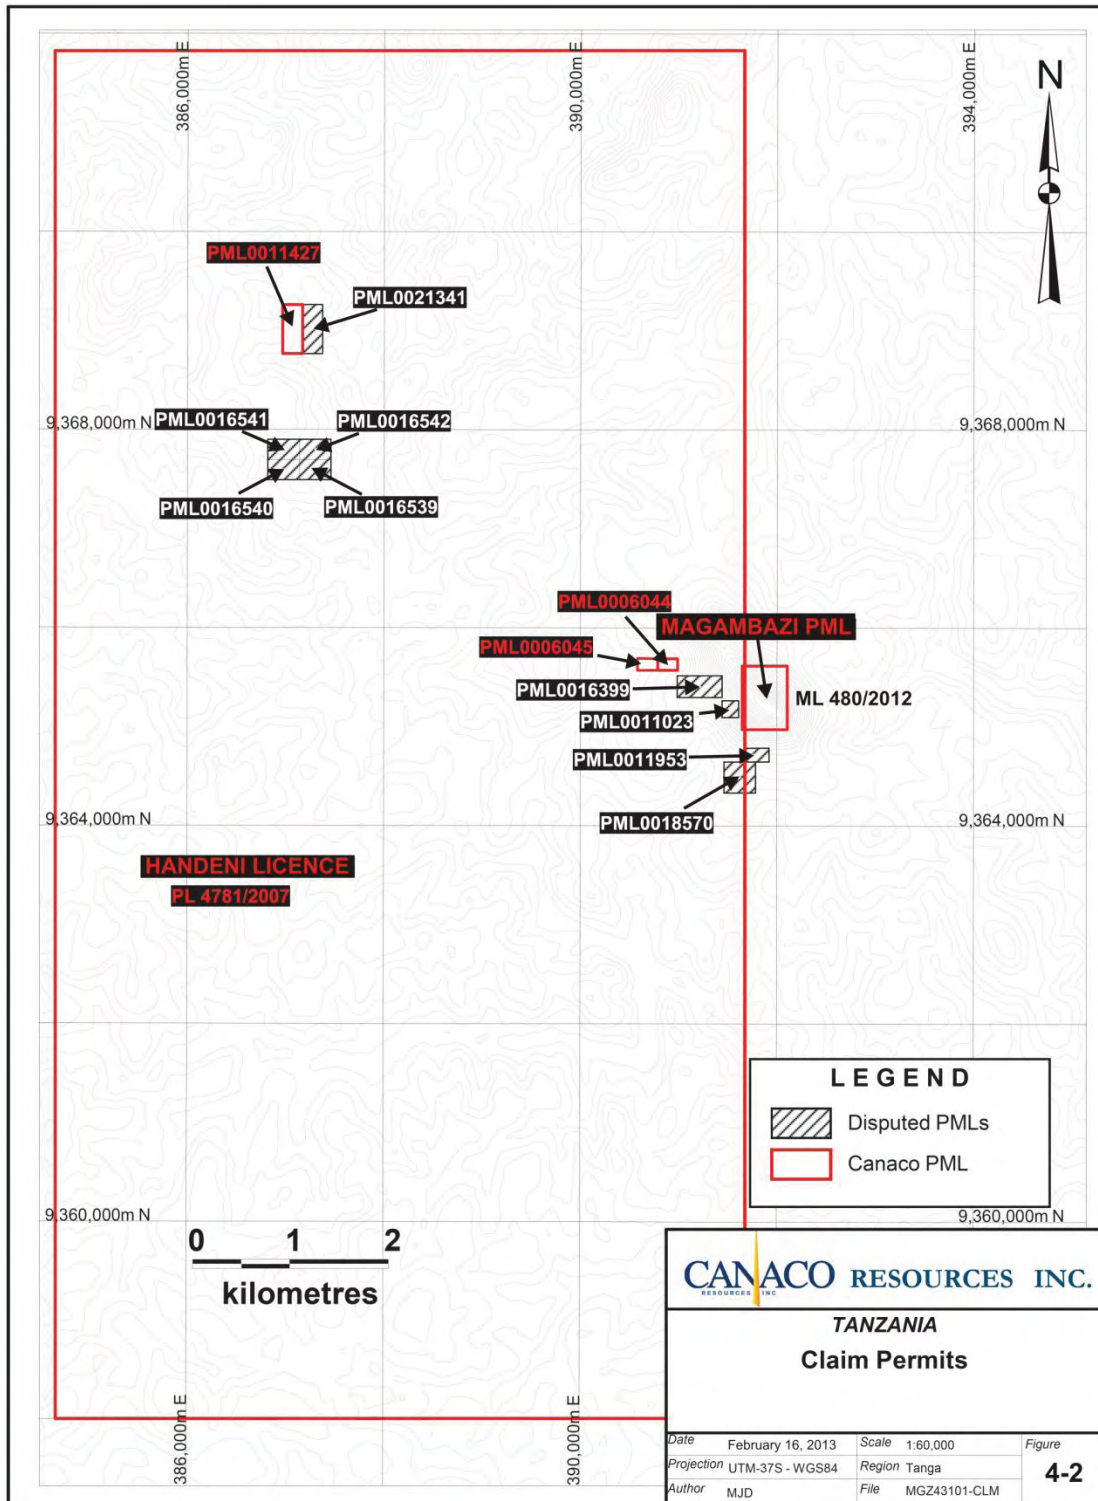 386,000m E
390,000m E
394,000m E
N
PML0011427
PML0021341
9,368,000m N
PML0016541
PML0016542
9,368,000m N
PML0016540
PML0016539
PML0006044
MAGAMBAZI PML
PML0006045
PML0016399
ML 480/2012
PML0011023
PML0011953
PML0018570
9,364,000m N
9,364,000m N
HANDENI LICENCE
PL 4781/2007
LEGEND
Disputed PMLs
Canaco PML
9,360,000m N
9,360,000m N
0 1 2
kilometres
CANACO RESOURCES INC.
RESOURCES INC
TANZANIA
Claim Permits
386,000m E
390,000m E
Date February 16, 2013 Scale 1:60,000 Figure
Projection UTM-37S - WGS84 Region Tanga 4-2
Author MJD File MGZ43101-CLM